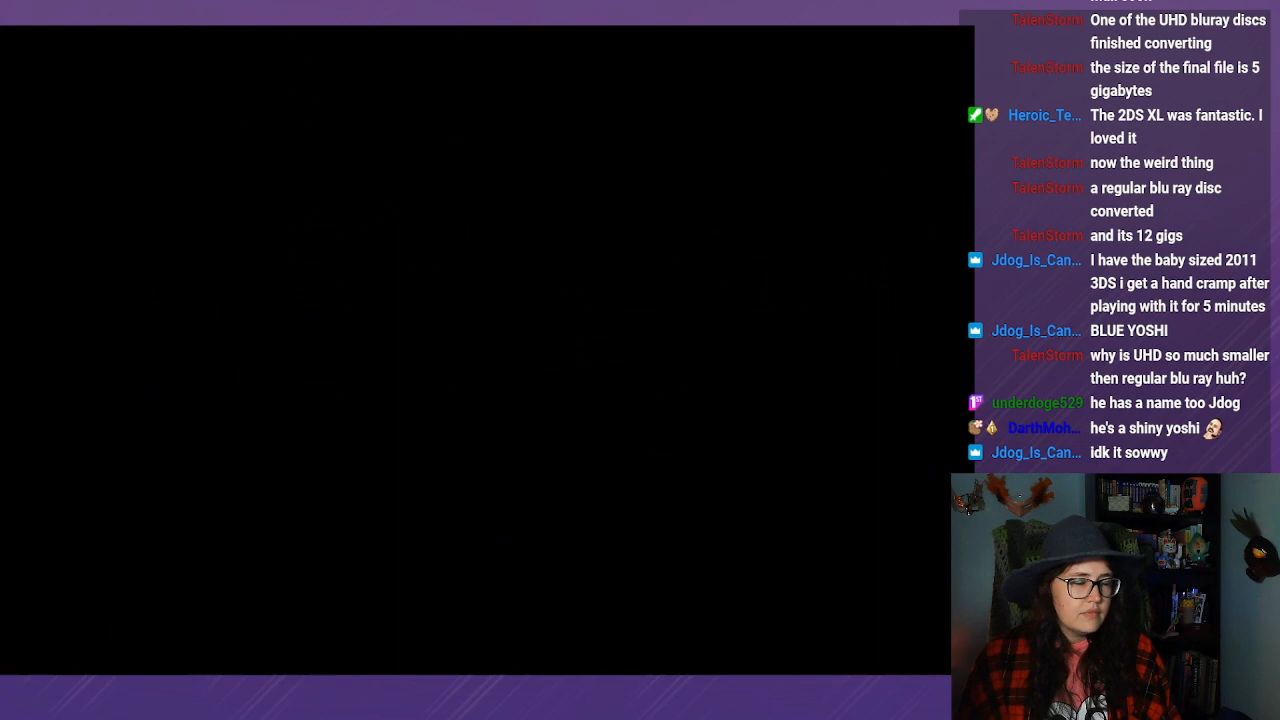 TalenStorm One of the UHD bluray discs
finished converting
TalenStorm the size of the final file is 5
gigabytes
Heroic_Te... The 2DS XL was fantastic. I
loved it
TalenStorm now the weird thing
TalenStorm a regular blu ray disc
converted
TalenStorm and its 12 gigs
Jdog_Is_Can... I have the baby sized 2011
3DS i get a hand cramp after
playing with it for 5 minutes
Jdog_Is_Can... BLUE YOSHI
TalenStorm why is UHD so much smaller
then regular blu ray huh?
1ST underdoge529 he has a name too Jdog
DarthMoh... he's a shiny yoshi
Jdog_Is_Can... idk it sowwy